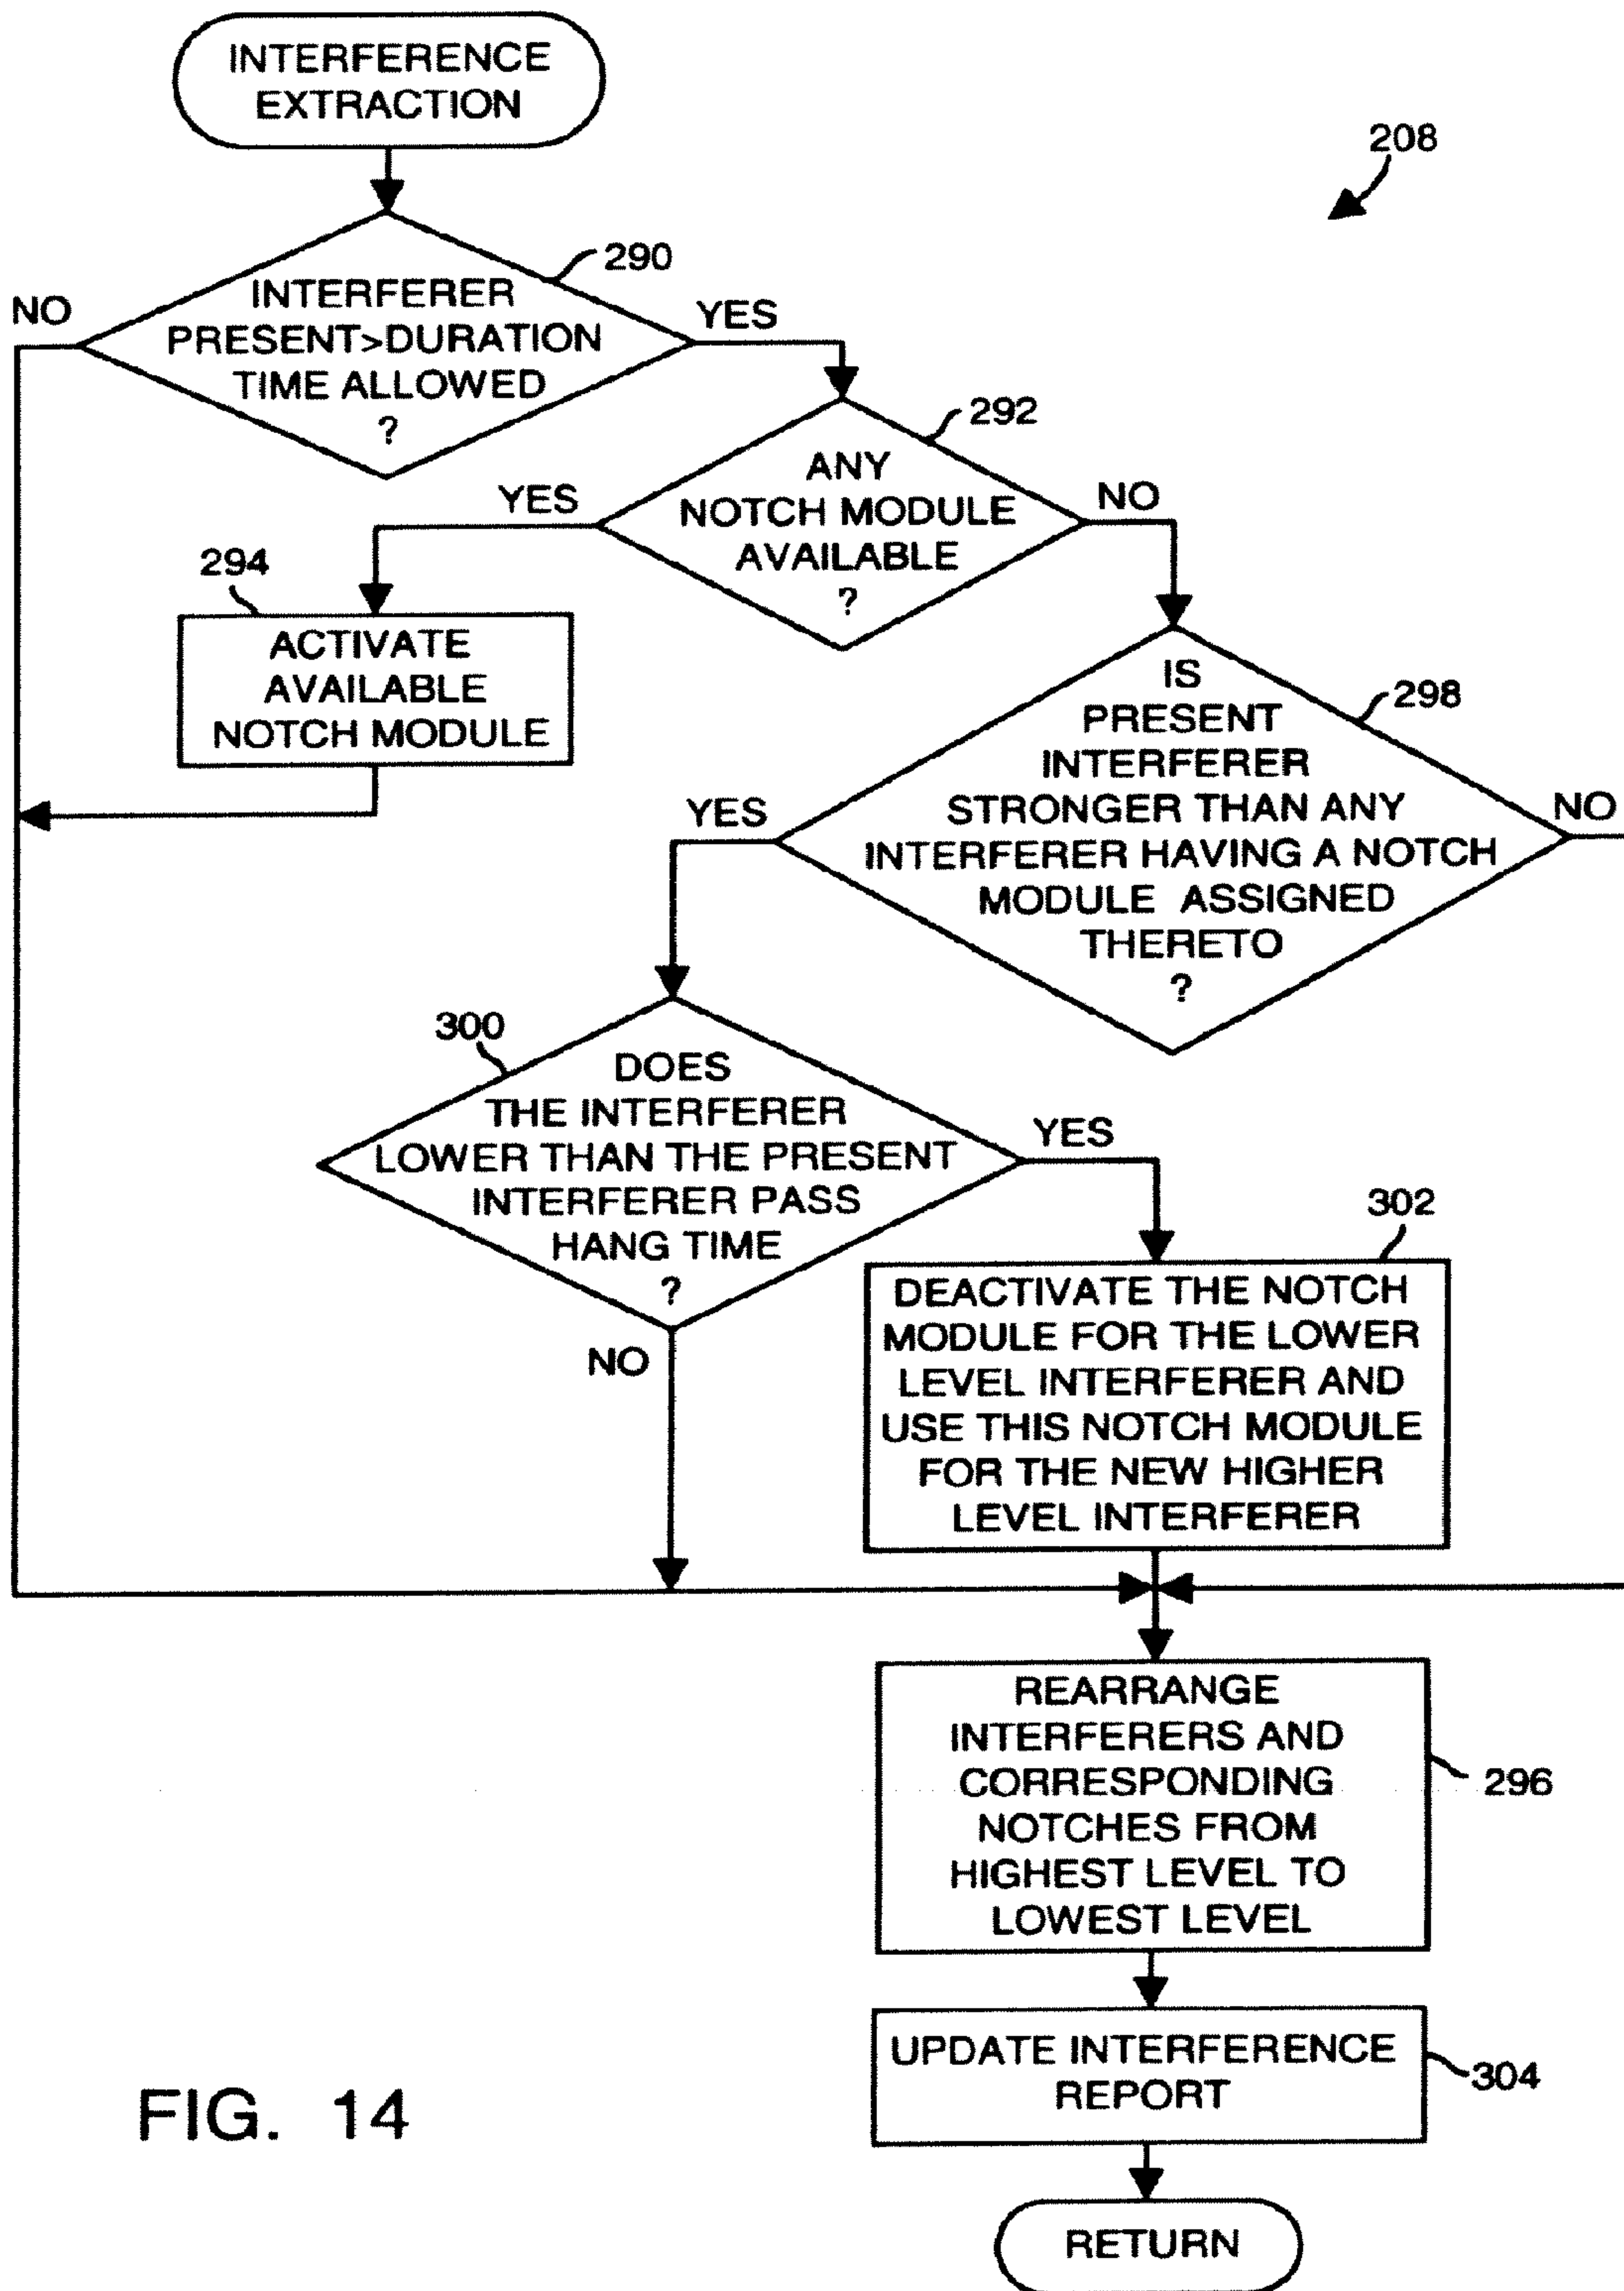 INTERFERENCE
EXTRACTION
208
290
INTERFERER
PRESENT>DURATION
TIME ALLOWED
?
NO
YES
292
ANY
NOTCH MODULE
AVAILABLE
?
YES
NO
294
ACTIVATE
AVAILABLE
NOTCH MODULE
298
IS
PRESENT
INTERFERER
STRONGER THAN ANY
INTERFERER HAVING A NOTCH
MODULE ASSIGNED
THERETO
?
YES
NO
300
DOES
THE INTERFERER
LOWER THAN THE PRESENT
INTERFERER PASS
HANG TIME
?
YES
NO
302
DEACTIVATE THE NOTCH
MODULE FOR THE LOWER
LEVEL INTERFERER AND
USE THIS NOTCH MODULE
FOR THE NEW HIGHER
LEVEL INTERFERER
REARRANGE
INTERFERERS AND
CORRESPONDING
NOTCHES FROM
HIGHEST LEVEL TO
LOWEST LEVEL
296
UPDATE INTERFERENCE
REPORT
304
RETURN
FIG. 14